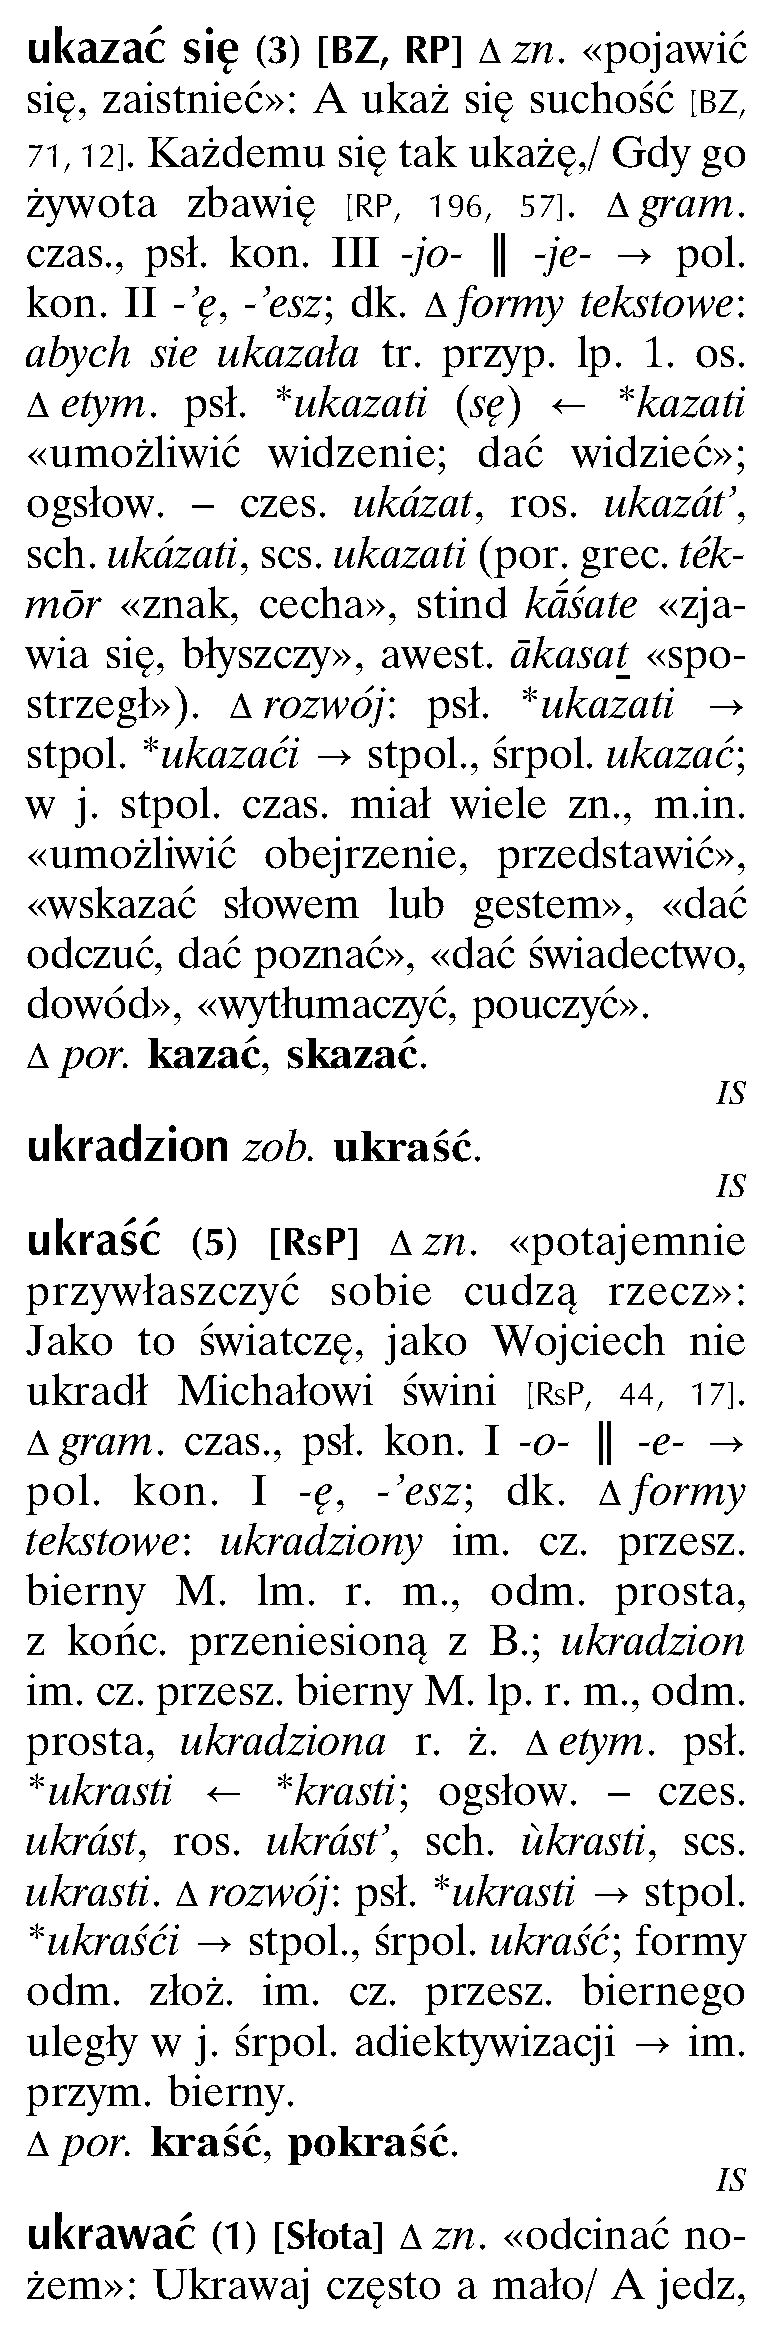 ukazać się (3) [BZ, RP] Δ zn. «pojawić
się, zaistnieć»: A ukaż się suchość [BZ,
71, 12]. Każdemu się tak ukażę,/ Gdy go
żywota zbawię [RP, 196, 57]. Δ gram.
czas., psł. kon. III -jo- ‖ -je- → pol.
kon. II -’ę, -’esz; dk. Δ formy tekstowe:
abych sie ukazała tr. przyp. lp. 1. os.
Δ etym. psł. *ukazati (sę) ← *kazati
«umożliwić widzenie; dać widzieć»;
ogsłow. – czes. ukázat, ros. ukazát’,
sch. ukázati, scs. ukazati (por. grec. ték-
mōr «znak, cecha», stind kā́śate «zja-
wia się, błyszczy», awest. ākasaṯ «spo-
strzegł»). Δ rozwój: psł. *ukazati →
stpol. *ukazaći → stpol., śrpol. ukazać;
w j. stpol. czas. miał wiele zn., m.in.
«umożliwić obejrzenie, przedstawić»,
«wskazać słowem lub gestem», «dać
odczuć, dać poznać», «dać świadectwo,
dowód», «wytłumaczyć, pouczyć».
Δ por. kazać, skazać.
IS
ukradzion zob. ukraść.
IS
ukraść (5) [RsP] Δ zn. «potajemnie
przywłaszczyć sobie cudzą rzecz»:
Jako to światczę, jako Wojciech nie
ukradł Michałowi świni [RsP, 44, 17].
Δ gram. czas., psł. kon. I -o- ‖ -e- →
pol. kon. I -ę, -’esz; dk. Δ formy
tekstowe: ukradziony im. cz. przesz.
bierny M. lm. r. m., odm. prosta,
z końc. przeniesioną z B.; ukradzion
im. cz. przesz. bierny M. lp. r. m., odm.
prosta, ukradziona r. ż. Δ etym. psł.
*ukrasti ← *krasti; ogsłow. – czes.
ukrást, ros. ukrást’, sch. ùkrasti, scs.
ukrasti. Δ rozwój: psł. *ukrasti → stpol.
*ukraśći → stpol., śrpol. ukraść; formy
odm. złoż. im. cz. przesz. biernego
uległy w j. śrpol. adiektywizacji → im.
przym. bierny.
Δ por. kraść, pokraść.
IS
ukrawać (1) [Słota] Δ zn. «odcinać no-
żem»: Ukrawaj często a mało/ A jedz,